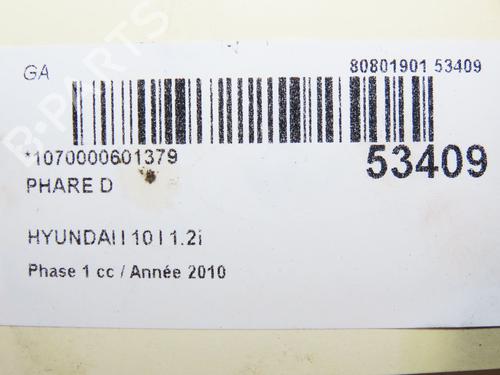 GA
80801901 53409
*1070000601379
53409
PHARE D
HYUNDAI I 10 I 1.2i
Phase 1 cc / Année 2010
B-PARTS